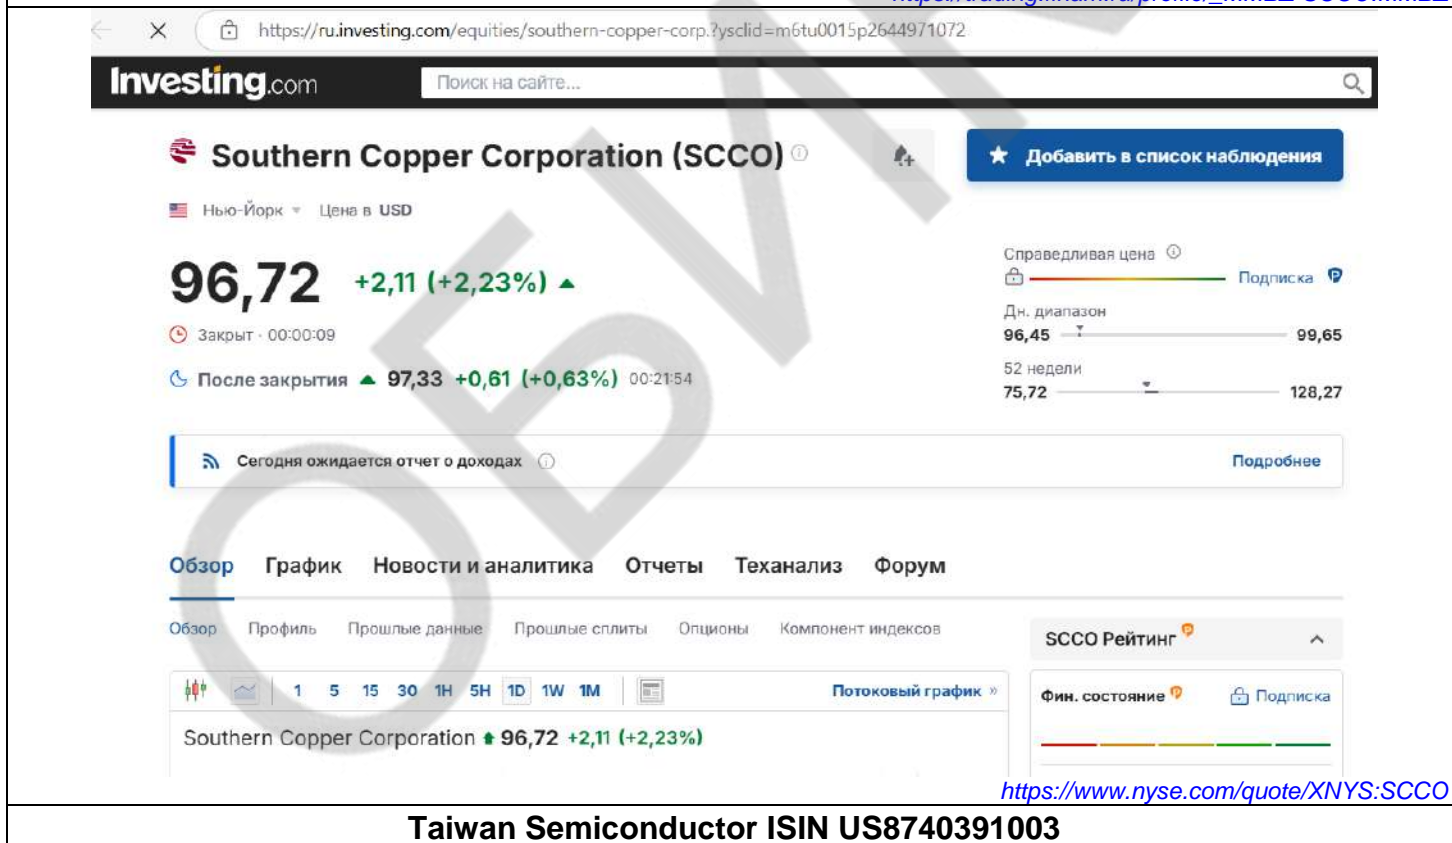 https://ru.investing.com/equities/southern-copper-corp.?ysclid=m6tu0015p2644971072
Investing.com
Поиск на сайте...
Southern Copper Corporation (SCCO)
★ Добавить в список наблюдения
Нью-Йорк Цена в USD
96,72 +2,11 (+2,23%)
Закрыт · 00:00:09
После закрытия 97,33 +0,61 (+0,63%) 00:21:54
Справедливая цена
Подписка
Дн. диапазон
96,45 99,65
52 недели
75,72 128,27
Сегодня ожидается отчет о доходах
Подробнее
Обзор График Новости и аналитика Отчеты Теханализ Форум
Обзор Профиль Прошлые данные Прошлые сплиты Опционы Компонент индексов
1 5 15 30 1H 5H 1D 1W 1M
Потоковый график »
Southern Copper Corporation 96,72 +2,11 (+2,23%)
SCCO Рейтинг
Фин. состояние Подписка
https://www.nyse.com/quote/XNYS:SCCO
Taiwan Semiconductor ISIN US8740391003